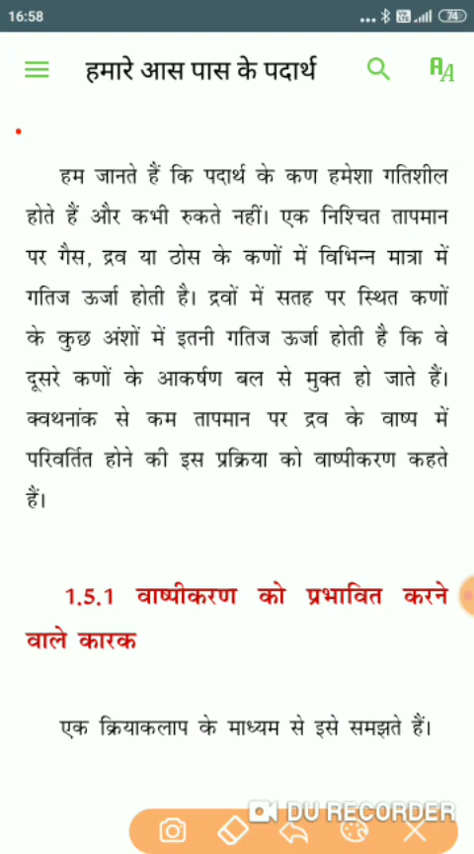 16:58
74
हमारे आस पास के पदार्थ
AA
हम जानते हैं कि पदार्थ के कण हमेशा गतिशील
होते हैं और कभी रुकते नहीं। एक निश्चित तापमान
पर गैस, द्रव या ठोस के कणों में विभिन्न मात्रा में
गतिज ऊर्जा होती है। द्रवों में सतह पर स्थित कणों
के कुछ अंशों में इतनी गतिज ऊर्जा होती है कि वे
दूसरे कणों के आकर्षण बल से मुक्त हो जाते हैं।
क्वथनांक से कम तापमान पर द्रव के वाष्प में
परिवर्तित होने की इस प्रक्रिया को वाष्पीकरण कहते
हैं।
1.5.1 वाष्पीकरण को प्रभावित करने
वाले कारक
एक क्रियाकलाप के माध्यम से इसे समझते हैं।
DU RECORDER